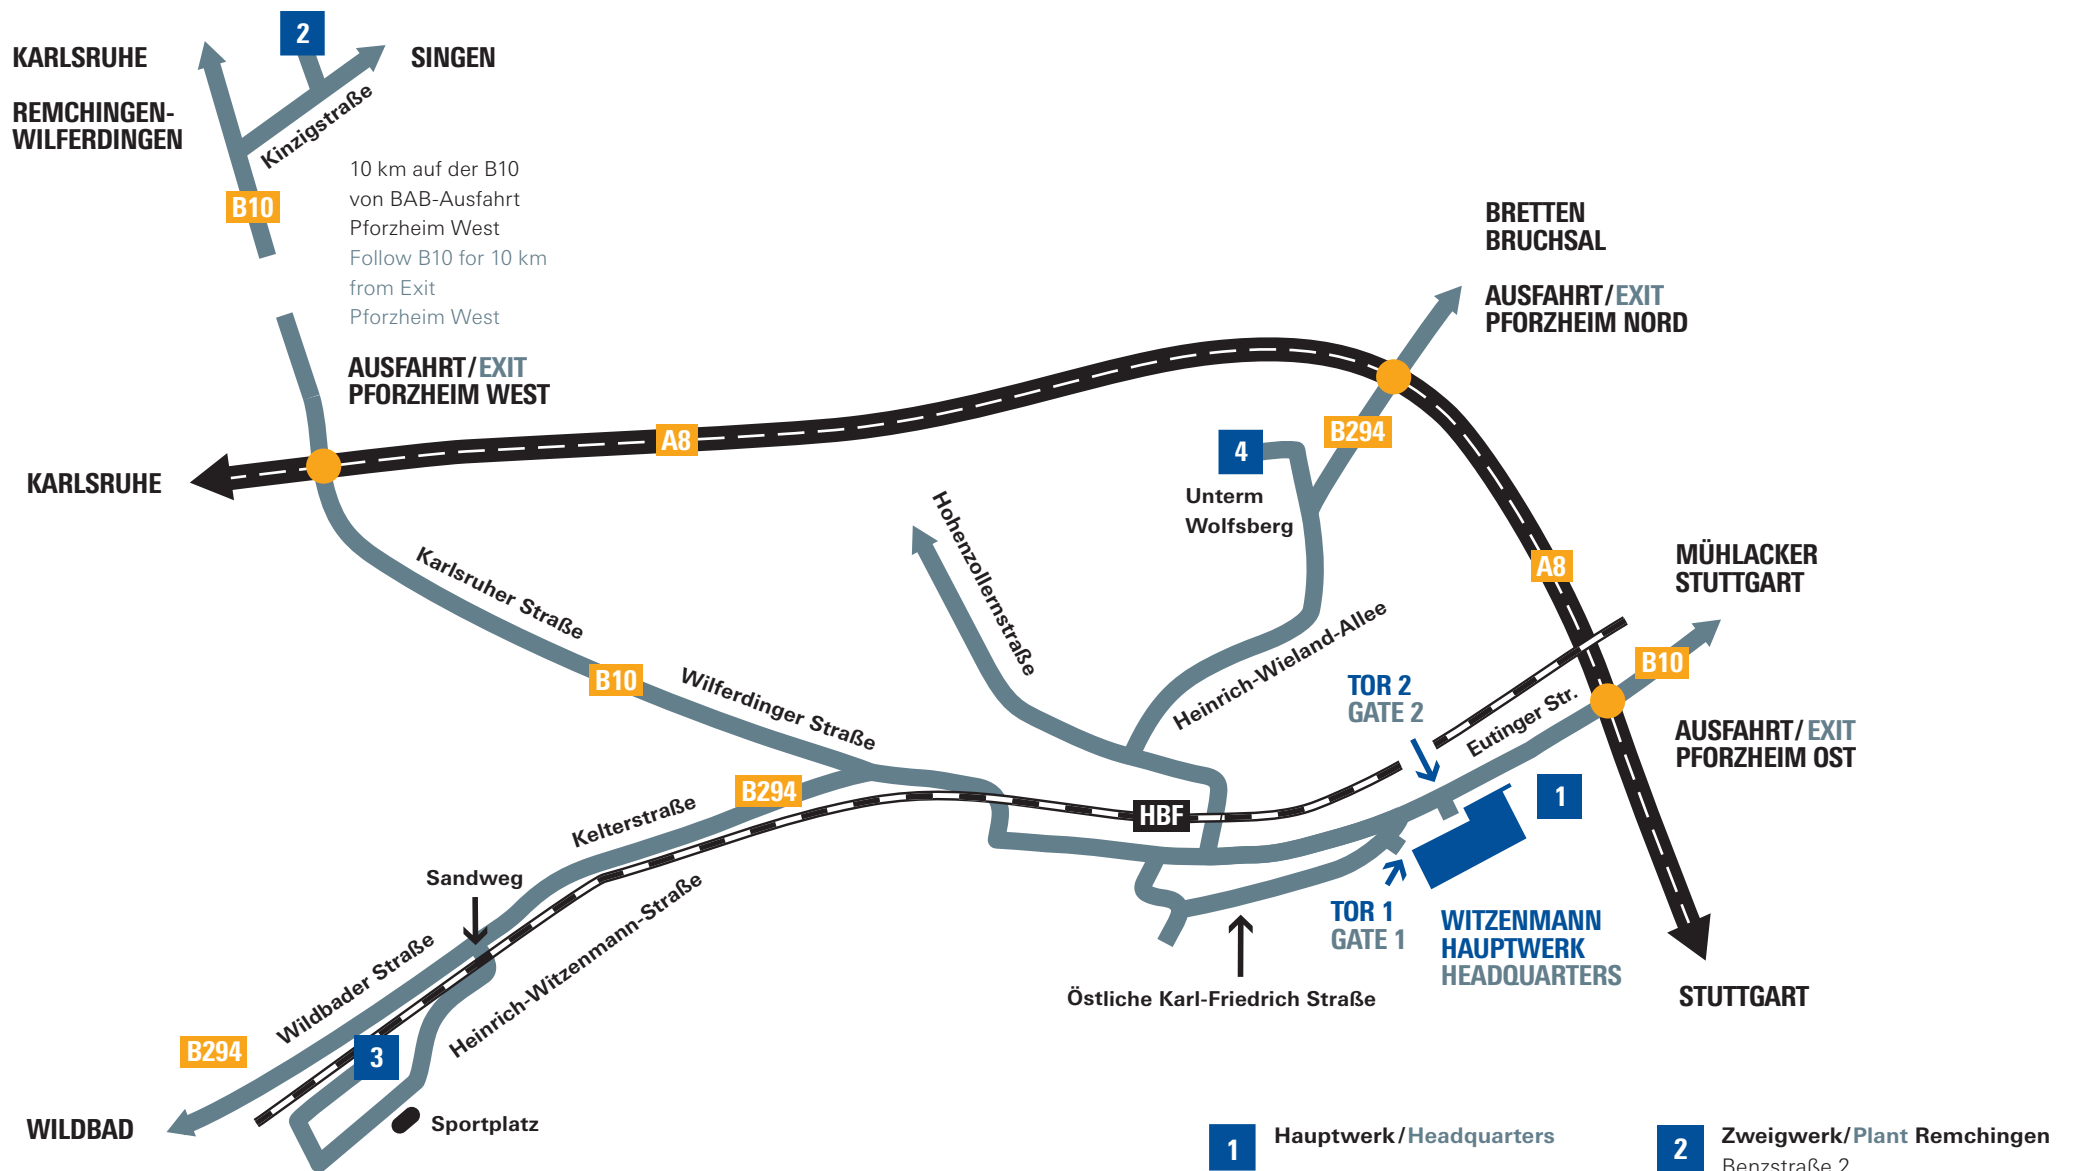 2
KARLSRUHE
SINGEN
REMCHINGEN-
WILFERDINGEN
Kinzigstraße
B10
10 km auf der B10
von BAB-Ausfahrt
Pforzheim West
Follow B10 for 10 km
from Exit
Pforzheim West
AUSFAHRT/EXIT
PFORZHEIM WEST
BRETTEN
BRUCHSAL
AUSFAHRT/EXIT
PFORZHEIM NORD
A8
B294
4
Unterm
Wolfsberg
KARLSRUHE
Hohenzollernstraße
Karlsruher Straße
A8
MÜHLACKER
STUTTGART
Heinrich-Wieland-Allee
B10
Wilferdinger Straße
TOR 2
GATE 2
B10
Eutinger Str.
AUSFAHRT/EXIT
PFORZHEIM OST
B294
Kelterstraße
HBF
1
Sandweg
Heinrich-Witzenmann-Straße
TOR 1
GATE 1
WITZENMANN
HAUPTWERK
HEADQUARTERS
Wildbader Straße
Östliche Karl-Friedrich Straße
STUTTGART
B294
3
WILDBAD
Sportplatz
1
Hauptwerk/Headquarters
2
Zweigwerk/Plant Remchingen
Benzstraße 2